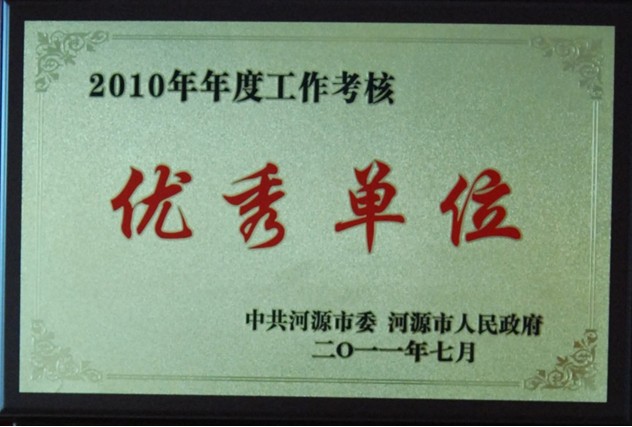 2010年年度工作考核
优秀单位
中共河源市委 河源市人民政府
二〇一一年七月